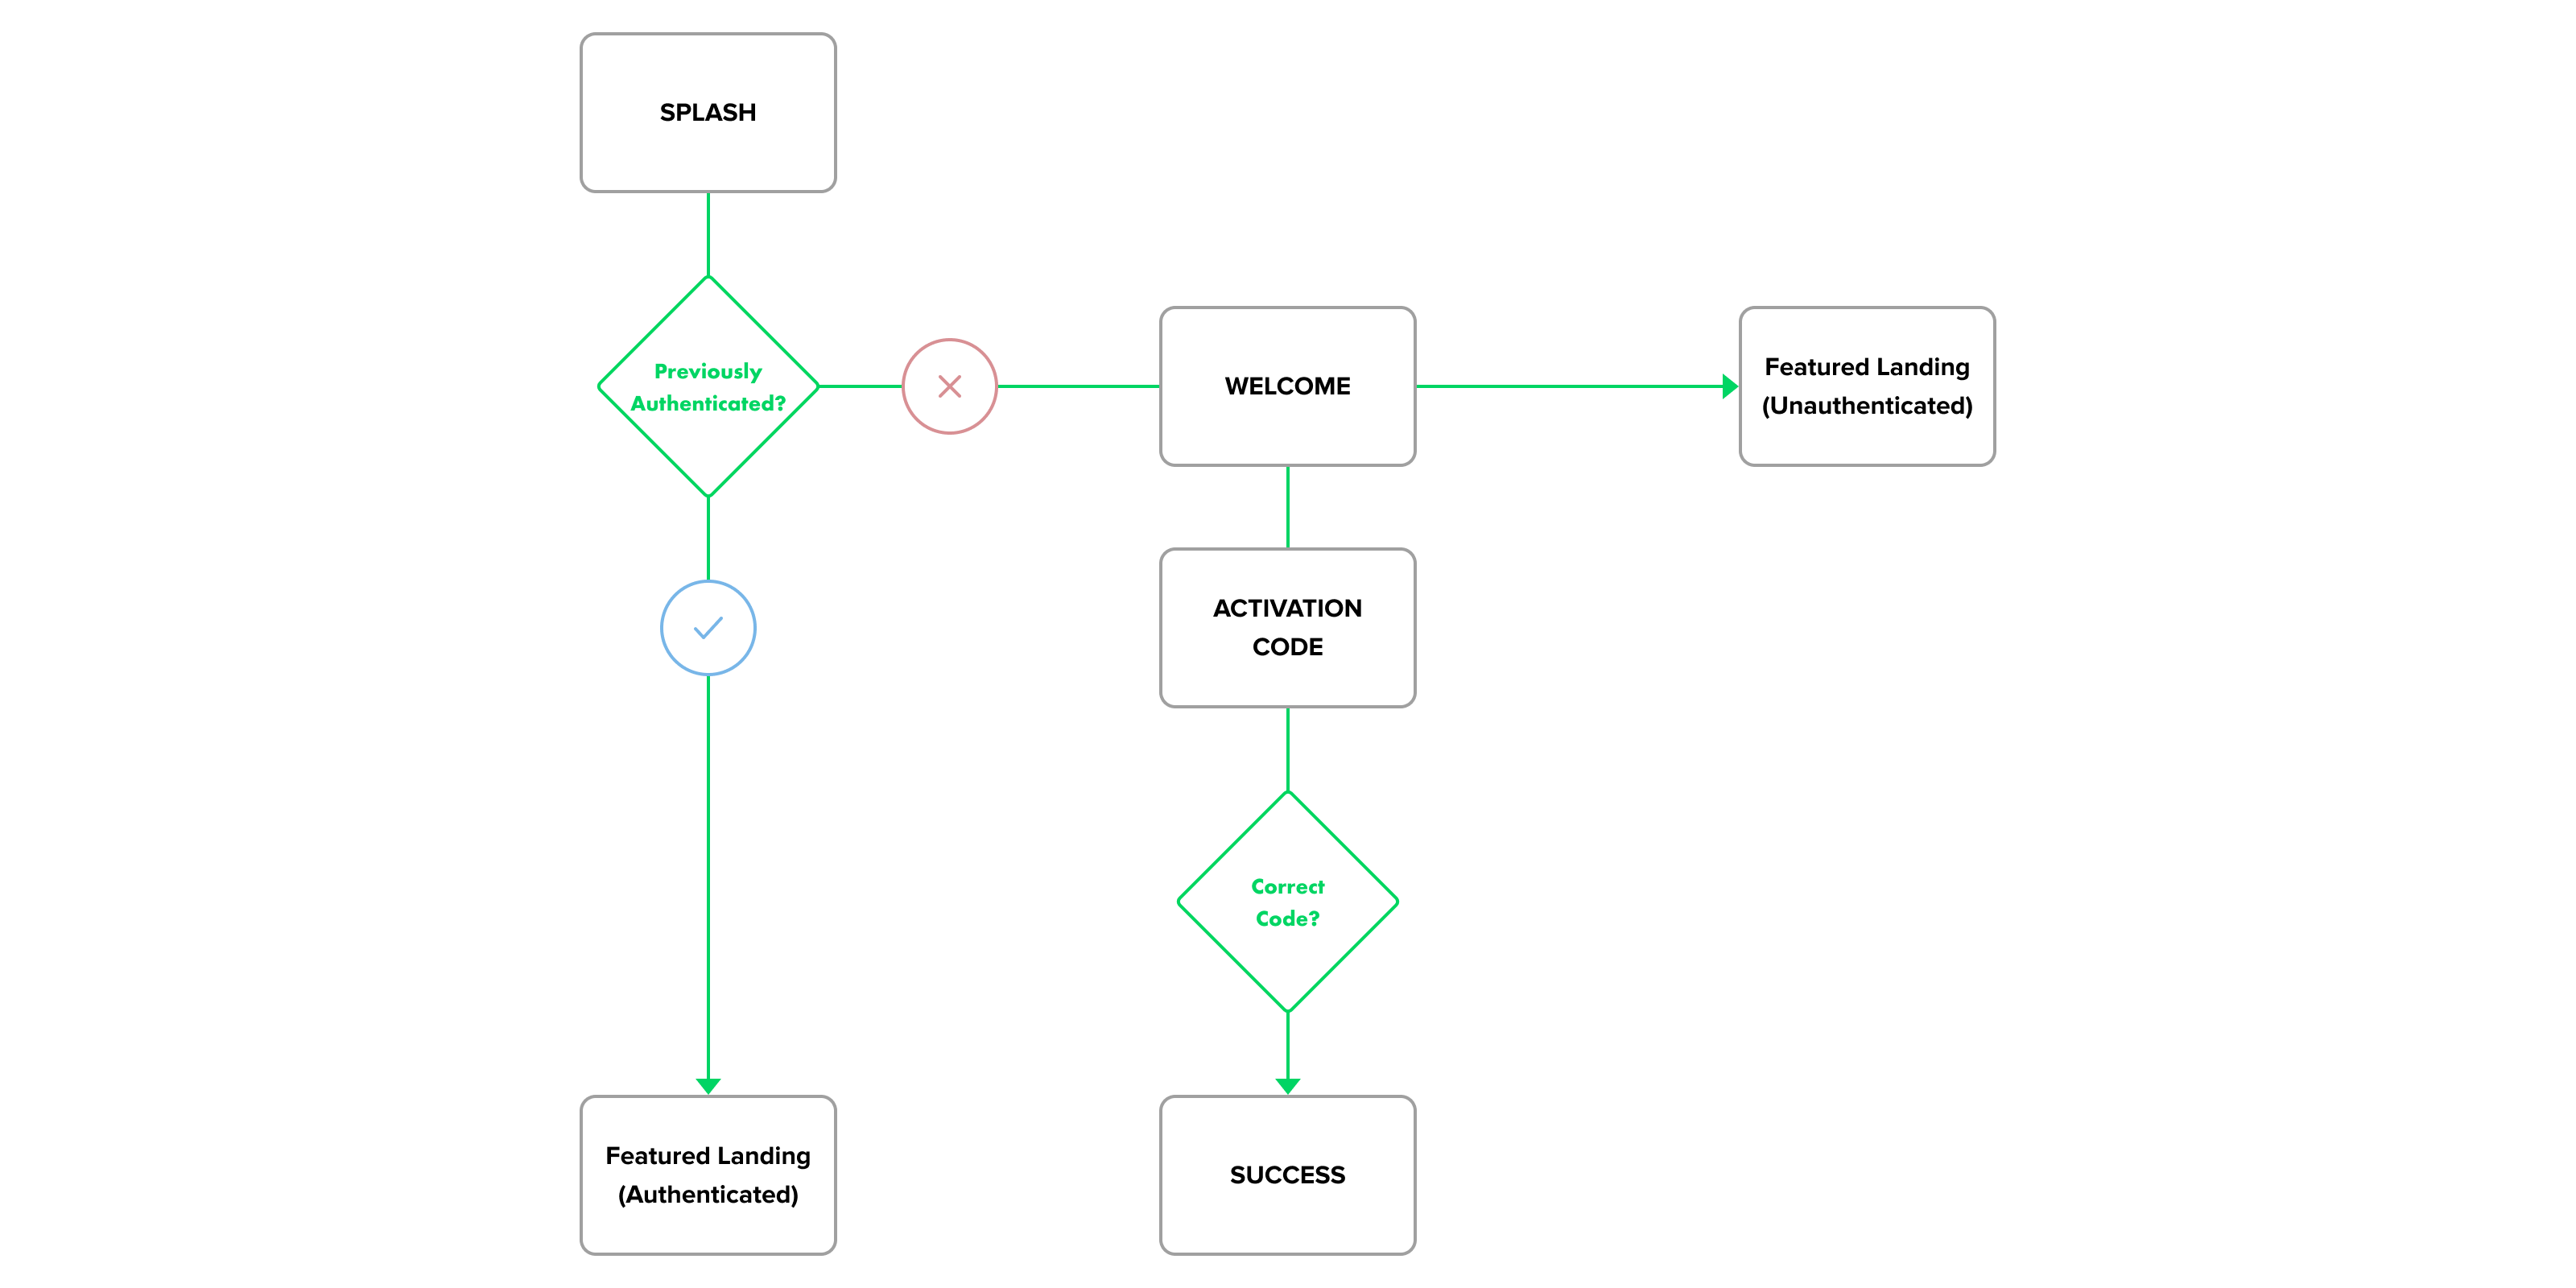 SPLASH
Previously
Authenticated?
WELCOME
Featured Landing
(Unauthenticated)
ACTIVATION
CODE
Correct
Code?
Featured Landing
(Authenticated)
SUCCESS